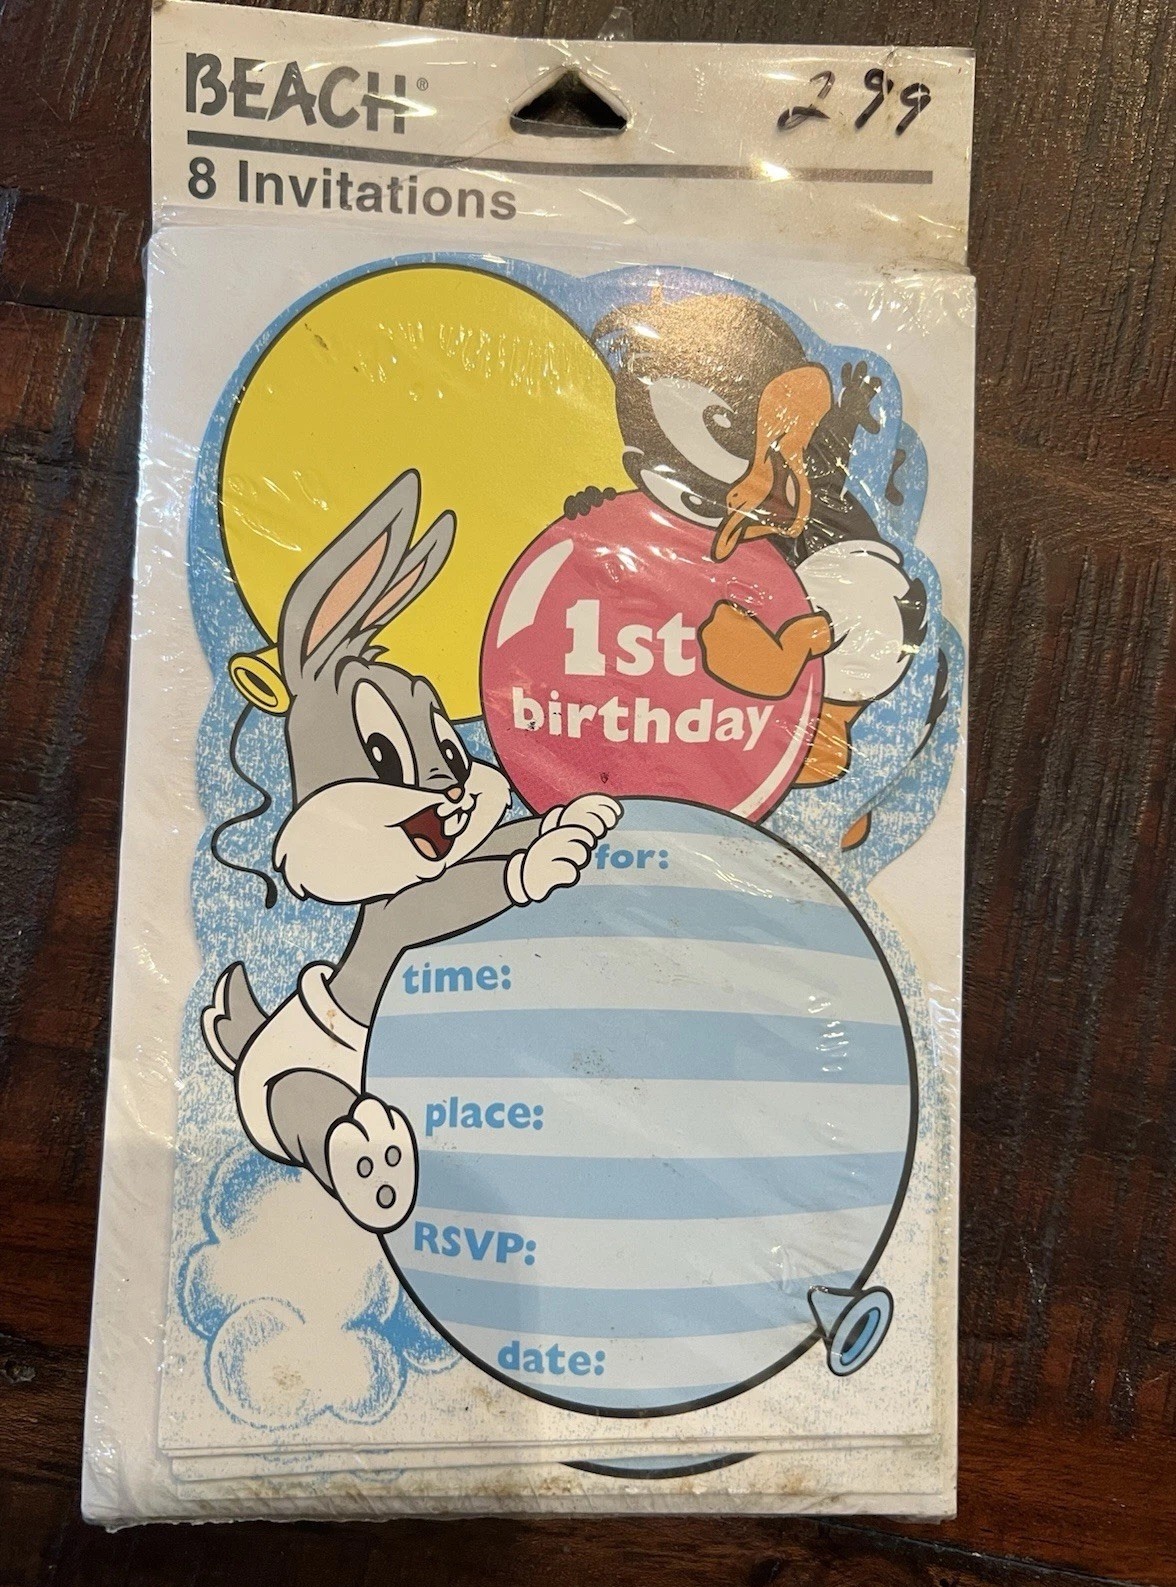 BEACH®
2.99
8 Invitations
1st
birthday
for:
time:
place:
RSVP:
date: